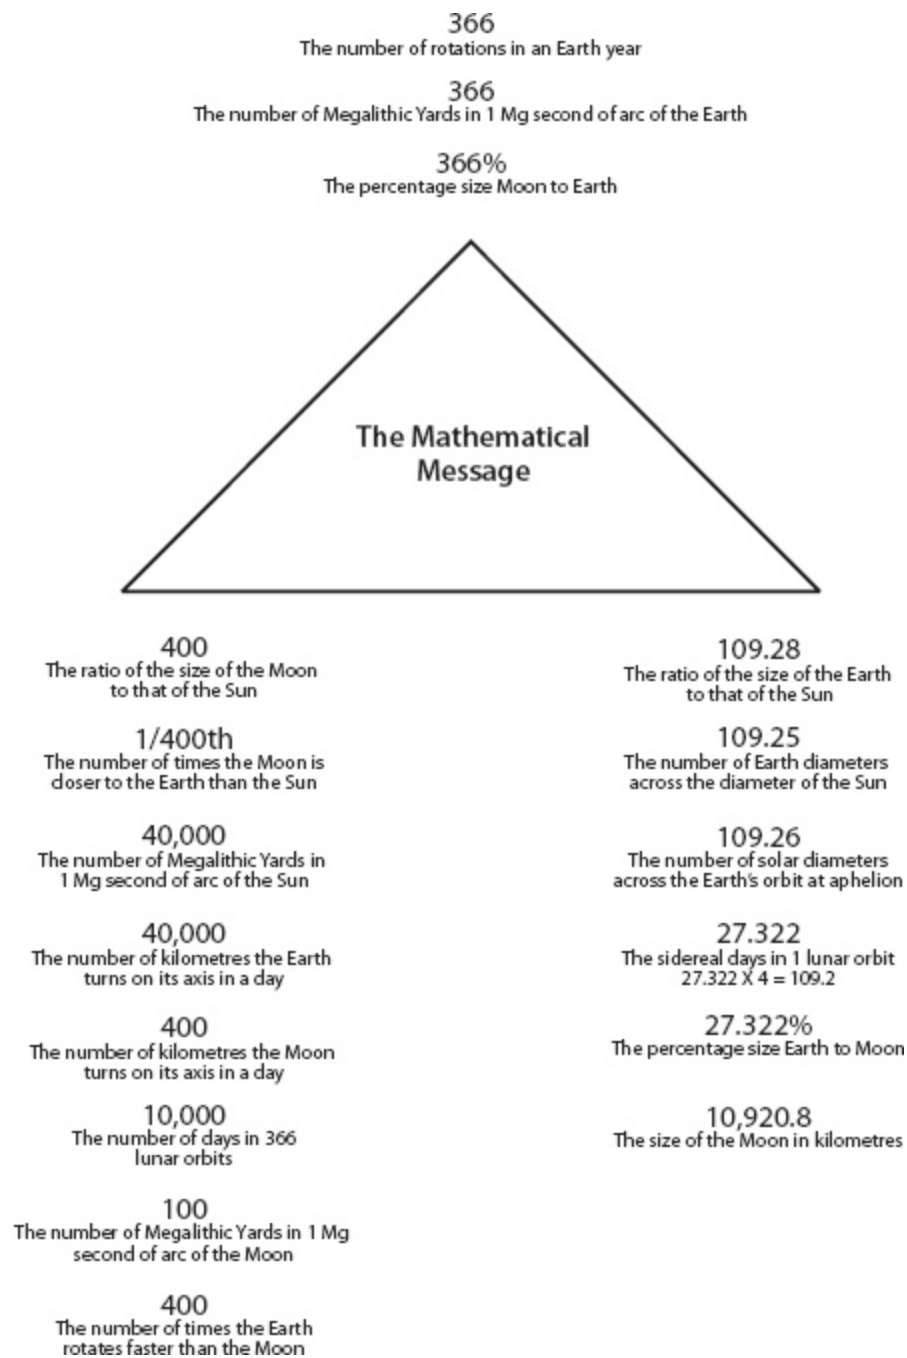 366
The number of rotations in an Earth year
366
The number of Megalithic Yards in 1 Mg second of arc of the Earth
366%
The percentage size Moon to Earth
The Mathematical
Message
400
The ratio of the size of the Moon
to that of the Sun
1/400th
The number of times the Moon is
closer to the Earth than the Sun
40,000
The number of Megalithic Yards in
1 Mg second of arc of the Sun
40,000
The number of kilometres the Earth
turns on its axis in a day
400
The number of kilometres the Moon
turns on its axis in a day
10,000
The number of days in 366
lunar orbits
100
The number of Megalithic Yards in 1 Mg
second of arc of the Moon
400
The number of times the Earth
rotates faster than the Moon
109.28
The ratio of the size of the Earth
to that of the Sun
109.25
The number of Earth diameters
across the diameter of the Sun
109.26
The number of solar diameters
across the Earth's orbit at aphelion
27.322
The sidereal days in 1 lunar orbit
27.322 X 4 = 109.2
27.322%
The percentage size Earth to Moon
10,920.8
The size of the Moon in kilometres